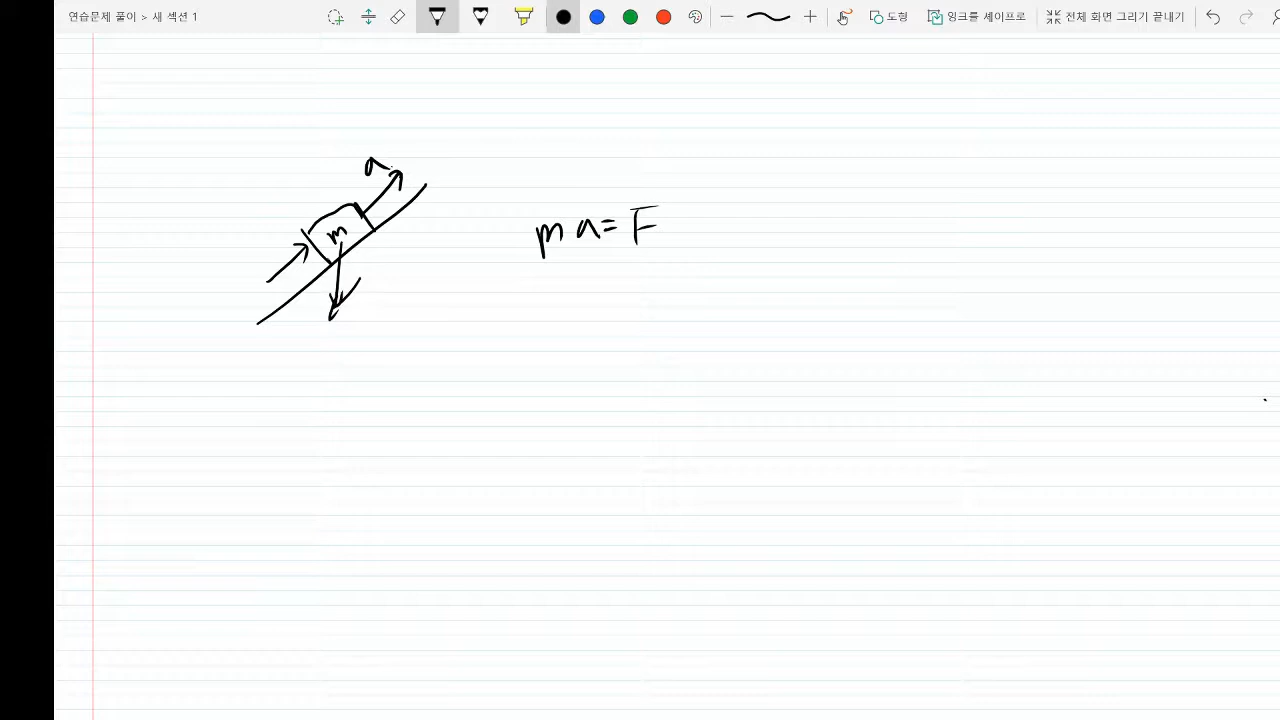 연습문제 풀이 > 새 섹션 1
도형
잉크를 셰이프로
전체 화면 그리기 끝내기
a
m
ma=F